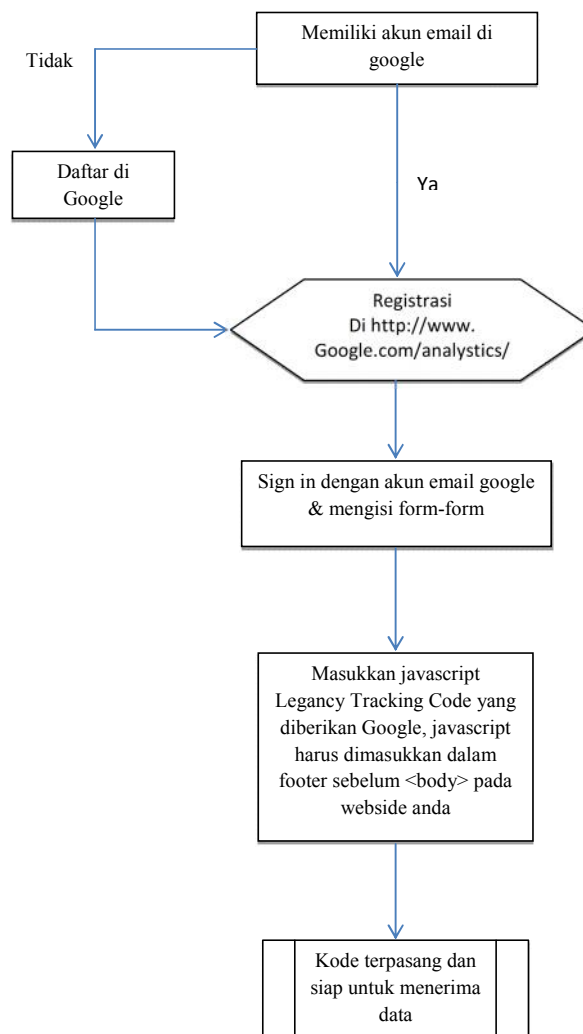 Memiliki akun email di
google
Tidak
Daftar di
Google
Ya
Registrasi
Di http://www.
Google.com/analystics/
Sign in dengan akun email google
& mengisi form-form
Masukkan javascript
Legancy Tracking Code yang
diberikan Google, javascript
harus dimasukkan dalam
footer sebelum <body> pada
webside anda
Kode terpasang dan
siap untuk menerima
data